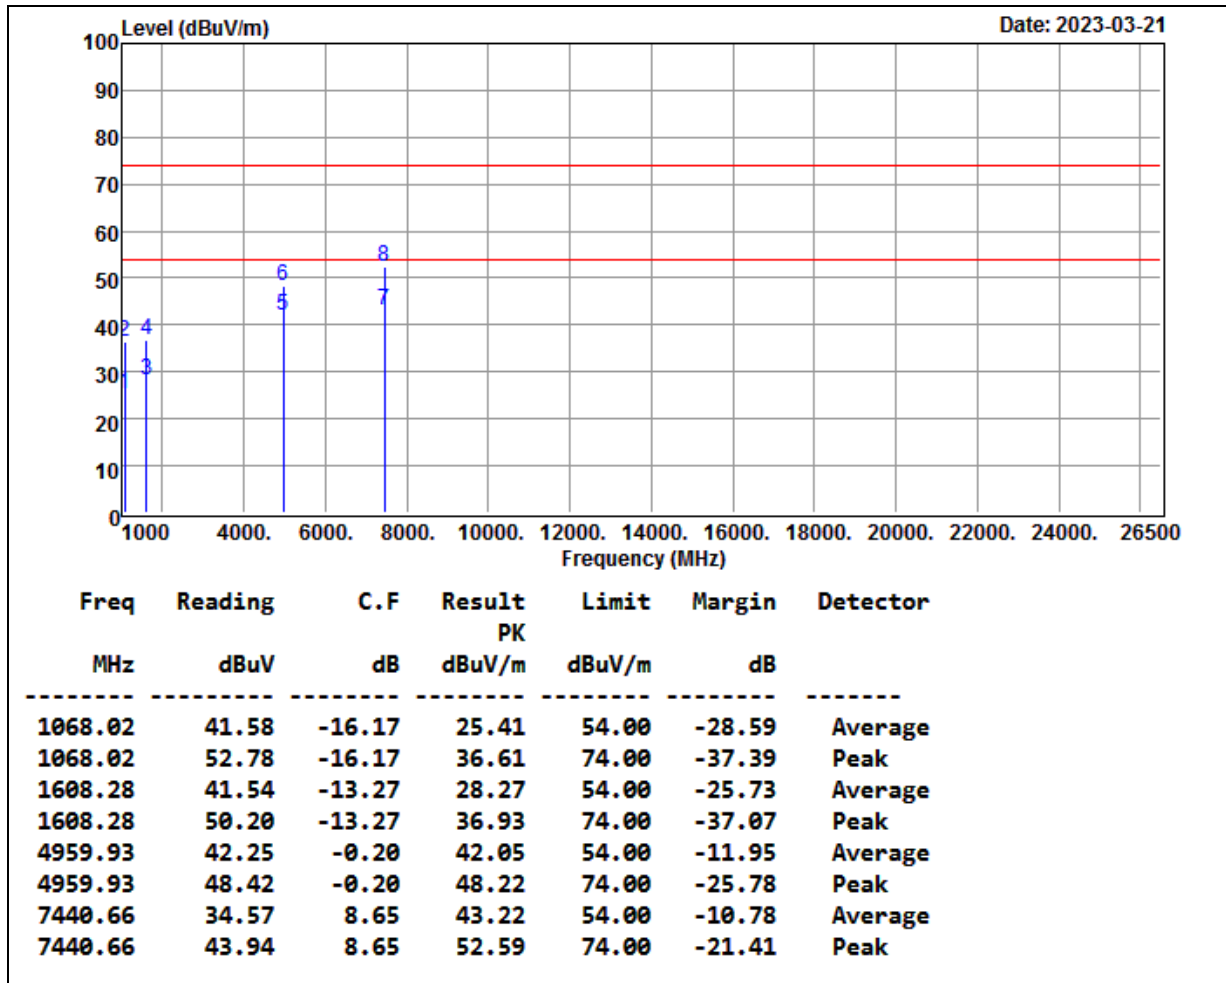 Level (dBuV/m) Date: 2023-03-21
100
90
80
70
60
50
40
30
20
10
0
2 4 6 8
3 5 7
1000 4000. 6000. 8000. 10000. 12000. 14000. 16000. 18000. 20000. 22000. 24000. 26500
Frequency (MHz)
Freq Reading C.F Result Limit Margin Detector
PK
MHz dBuV dB dBuV/m dBuV/m dB
-------- --------- -------- -------- -------- -------- -------
1068.02 41.58 -16.17 25.41 54.00 -28.59 Average
1068.02 52.78 -16.17 36.61 74.00 -37.39 Peak
1608.28 41.54 -13.27 28.27 54.00 -25.73 Average
1608.28 50.20 -13.27 36.93 74.00 -37.07 Peak
4959.93 42.25 -0.20 42.05 54.00 -11.95 Average
4959.93 48.42 -0.20 48.22 74.00 -25.78 Peak
7440.66 34.57 8.65 43.22 54.00 -10.78 Average
7440.66 43.94 8.65 52.59 74.00 -21.41 Peak